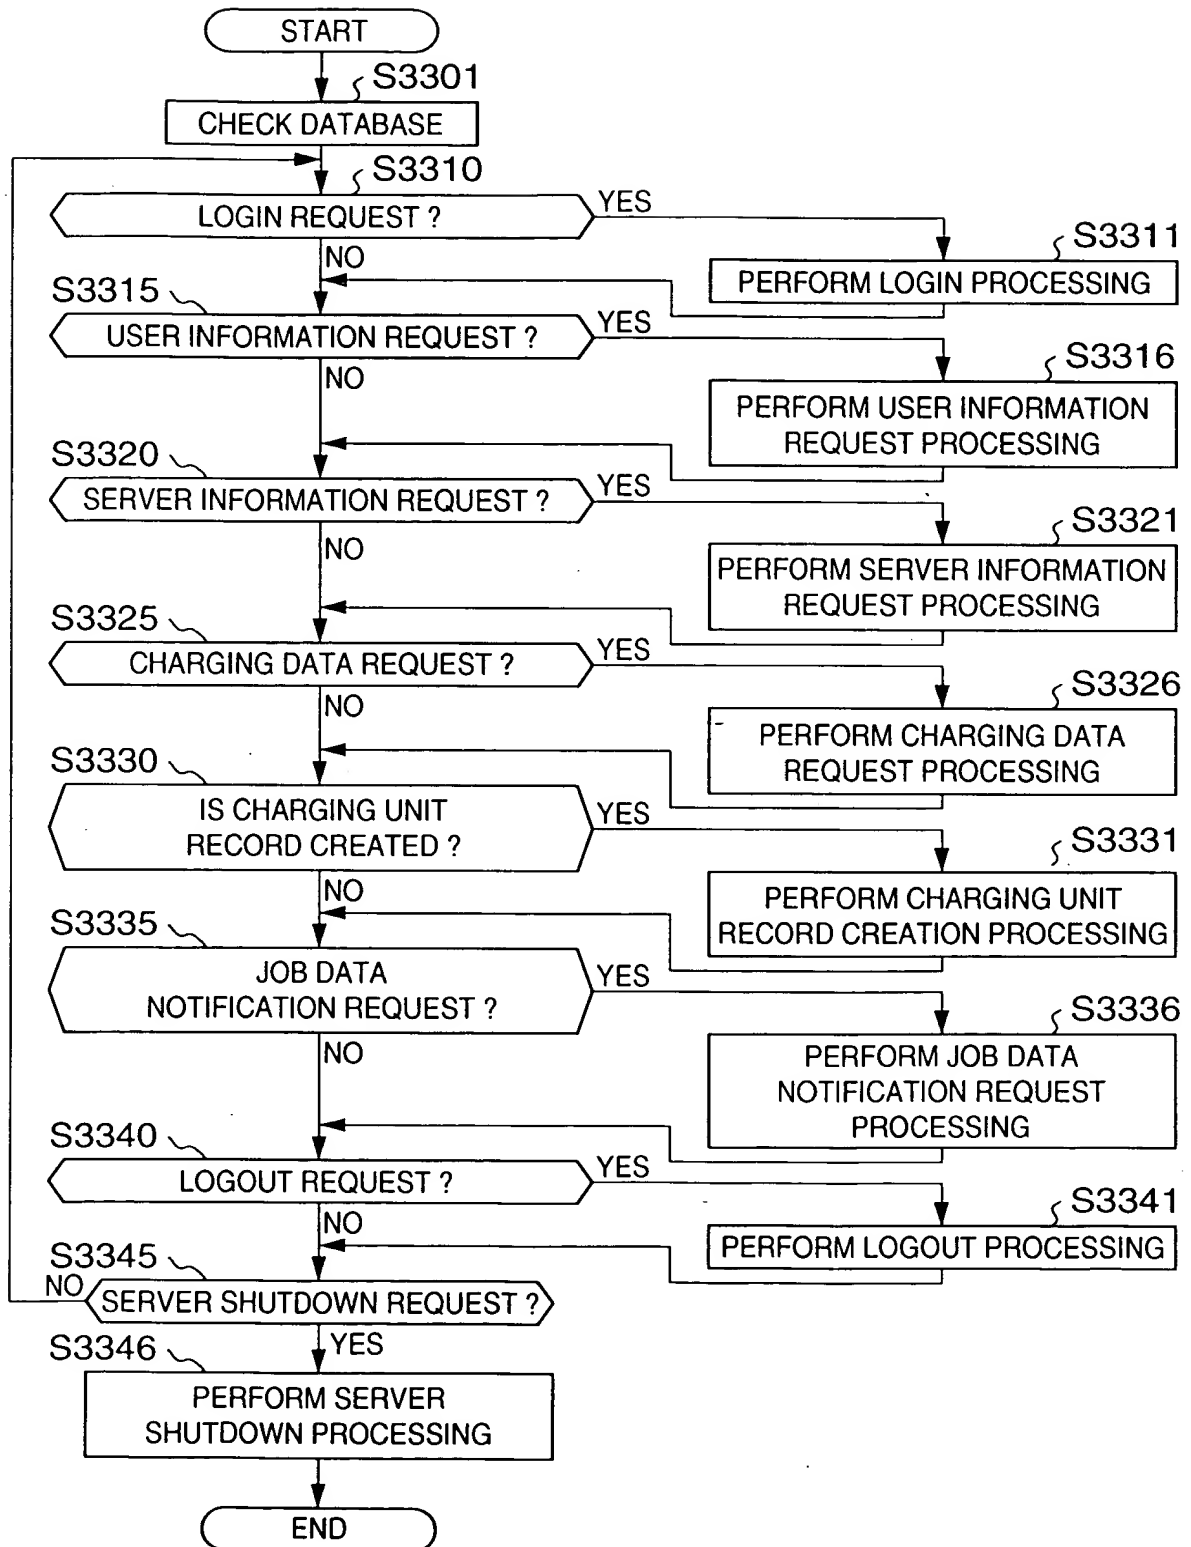 START
S3301
CHECK DATABASE
S3310
LOGIN REQUEST ?
YES
NO
S3311
PERFORM LOGIN PROCESSING
S3315
USER INFORMATION REQUEST ?
YES
NO
S3316
PERFORM USER INFORMATION
REQUEST PROCESSING
S3320
SERVER INFORMATION REQUEST ?
YES
NO
S3321
PERFORM SERVER INFORMATION
REQUEST PROCESSING
S3325
CHARGING DATA REQUEST ?
YES
NO
S3326
PERFORM CHARGING DATA
REQUEST PROCESSING
S3330
IS CHARGING UNIT
RECORD CREATED ?
YES
NO
S3331
PERFORM CHARGING UNIT
RECORD CREATION PROCESSING
S3335
JOB DATA
NOTIFICATION REQUEST ?
YES
NO
S3336
PERFORM JOB DATA
NOTIFICATION REQUEST
PROCESSING
S3340
LOGOUT REQUEST ?
YES
NO
S3341
PERFORM LOGOUT PROCESSING
S3345
NO
SERVER SHUTDOWN REQUEST ?
YES
S3346
PERFORM SERVER
SHUTDOWN PROCESSING
END